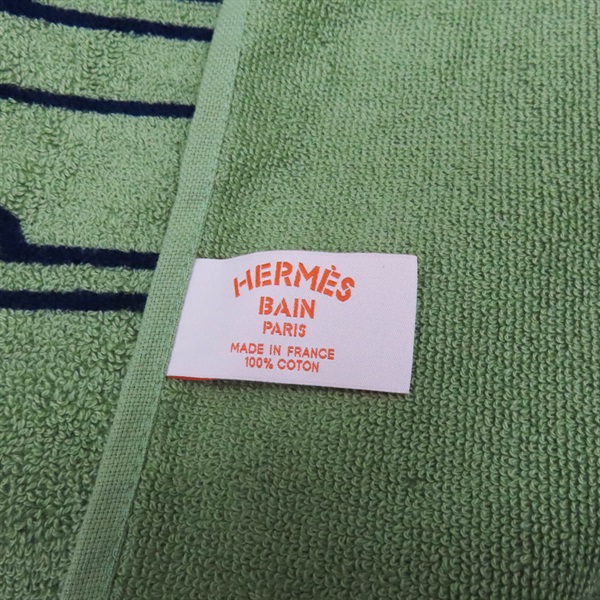 HERMÈS
BAIN
PARIS
MADE IN FRANCE
100% COTON